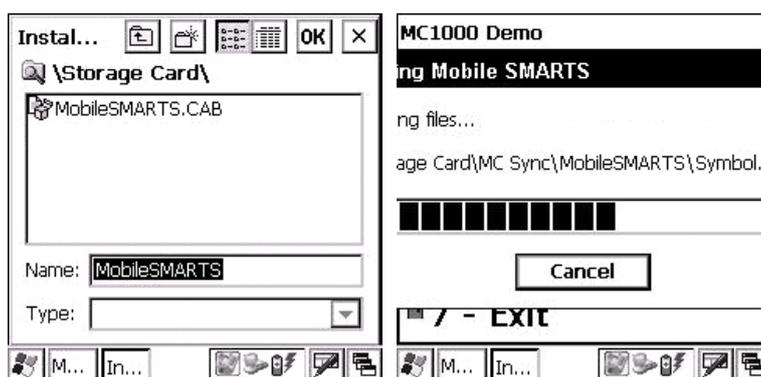 Instal... OK
\Storage Card\
MobileSMARTS.CAB
Name: MobileSMARTS
Type:
M... In...
MC1000 Demo
ing Mobile SMARTS
ng files...
age Card\MC Sync\MobileSMARTS\Symbol.
Cancel
7 - Exit
M... In...